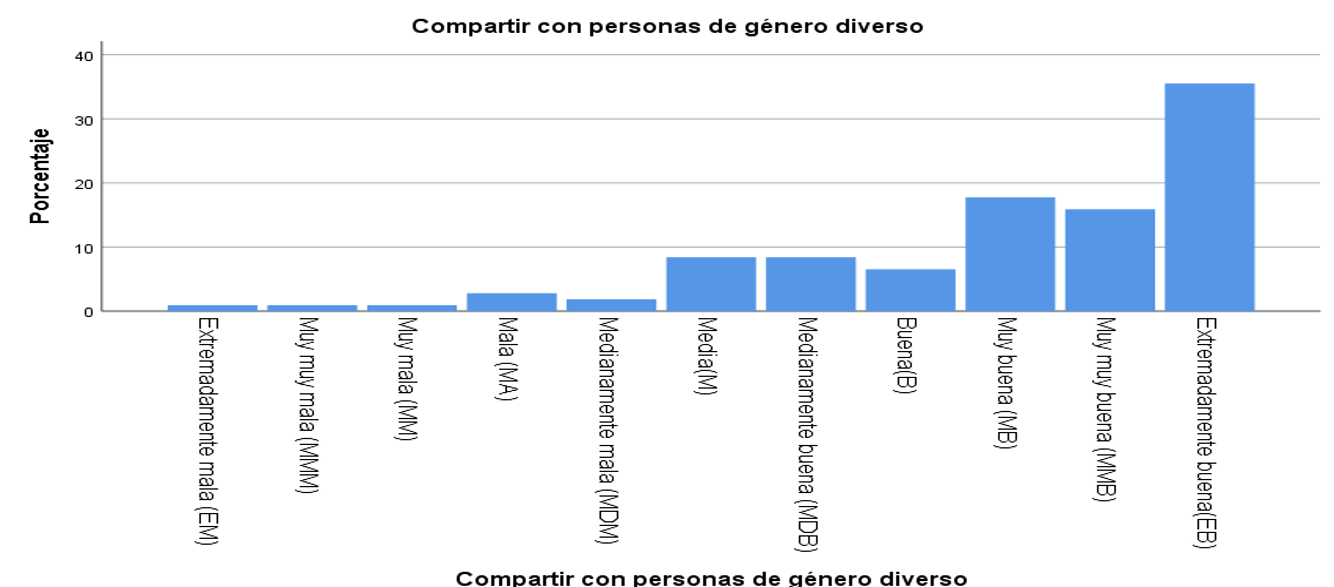 Compartir con personas de género diverso
Porcentaje
40
30
20
10
0
Extremadamente mala (EM)
Muy muy mala (MMM)
Muy mala (MM)
Mala (MA)
Medianamente mala (MDM)
Media(M)
Medianamente buena (MDB)
Buena(B)
Muy buena (MB)
Muy muy buena (MMB)
Extremadamente buena(EB)
Compartir con personas de género diverso